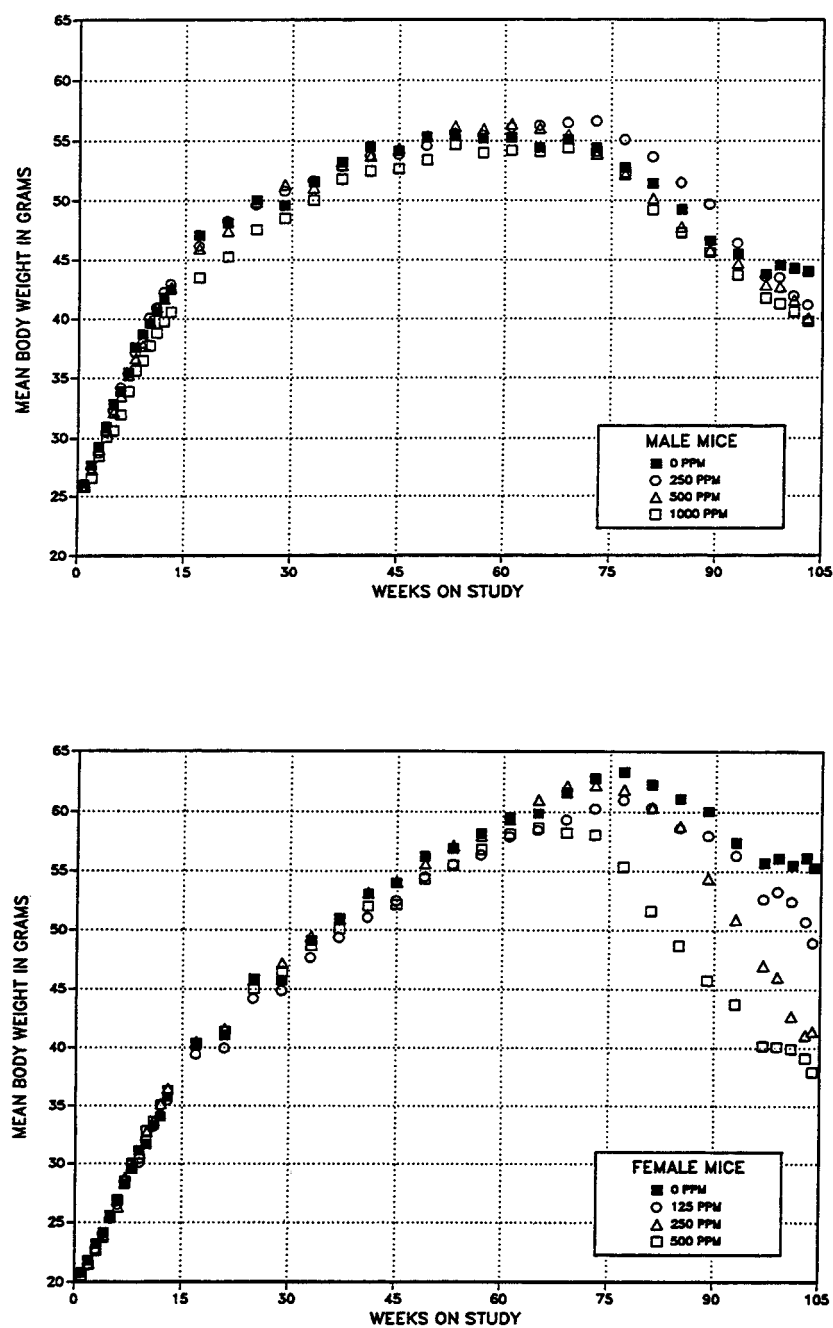 65
60
55
50
45
40
35
30
25
20
MEAN BODY WEIGHT IN GRAMS
MALE MICE
0 PPM
250 PPM
500 PPM
1000 PPM
0 15 30 45 60 75 90 105
WEEKS ON STUDY
65
60
55
50
45
40
35
30
25
20
MEAN BODY WEIGHT IN GRAMS
FEMALE MICE
0 PPM
125 PPM
250 PPM
500 PPM
0 15 30 45 60 75 90 105
WEEKS ON STUDY